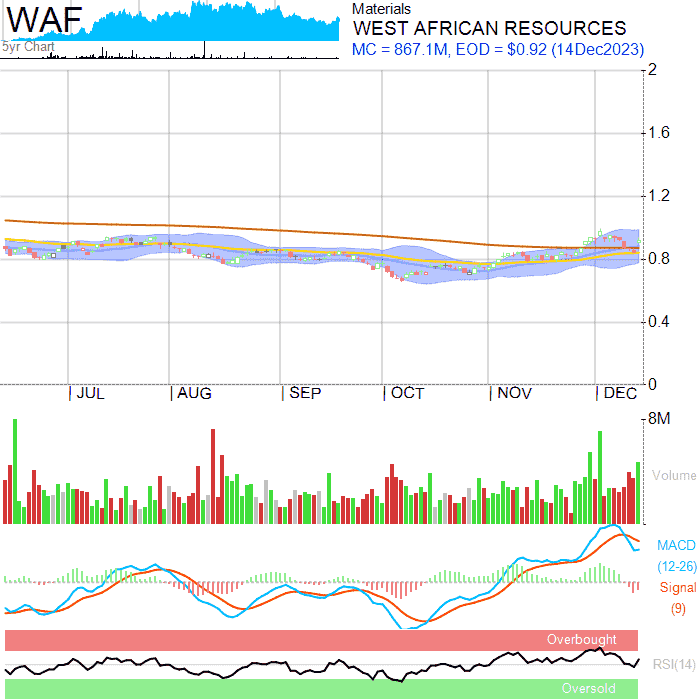 WAF
5yr Chart
Materials
WEST AFRICAN RESOURCES
MC = 867.1M, EOD = $0.92 (14Dec2023)
2
1.6
1.2
0.8
0.4
0
JUL
AUG
SEP
OCT
NOV
DEC
8M
Volume
MACD
(12-26)
Signal
(9)
Overbought
RSI(14)
Oversold